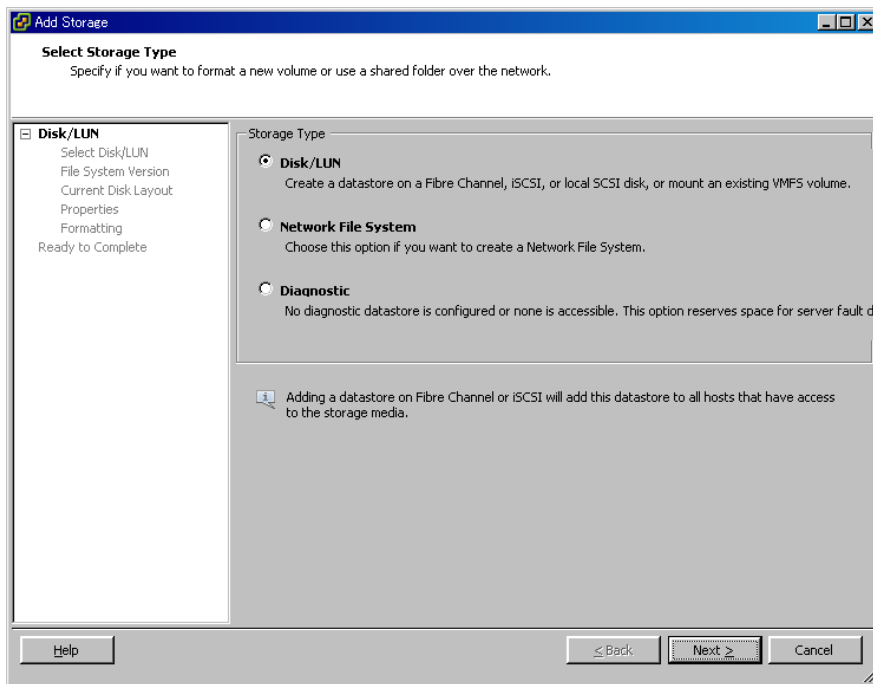 Add Storage
Select Storage Type
Specify if you want to format a new volume or use a shared folder over the network.
Disk/LUN
Select Disk/LUN
File System Version
Current Disk Layout
Properties
Formatting
Ready to Complete
Storage Type
Disk/LUN
Create a datastore on a Fibre Channel, iSCSI, or local SCSI disk, or mount an existing VMFS volume.
Network File System
Choose this option if you want to create a Network File System.
Diagnostic
No diagnostic datastore is configured or none is accessible. This option reserves space for server fault d
Adding a datastore on Fibre Channel or iSCSI will add this datastore to all hosts that have access
to the storage media.
Help
< Back
Next >
Cancel